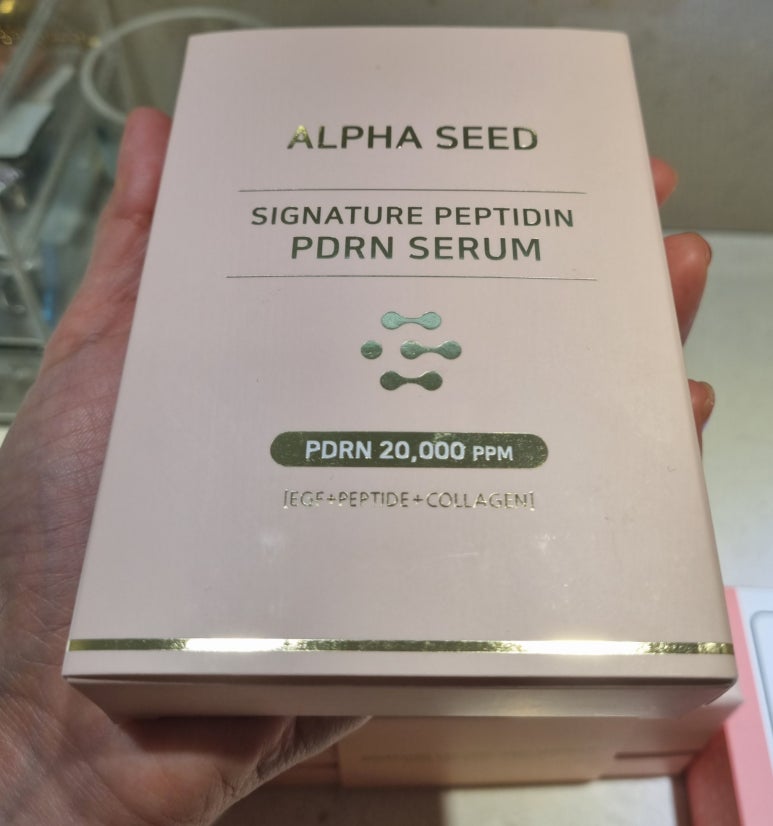 ALPHA SEED
SIGNATURE PEPTIDIN
PDRN SERUM
PDRN 20,000 PPM
[EGF+PEPTIDE+COLLAGEN]